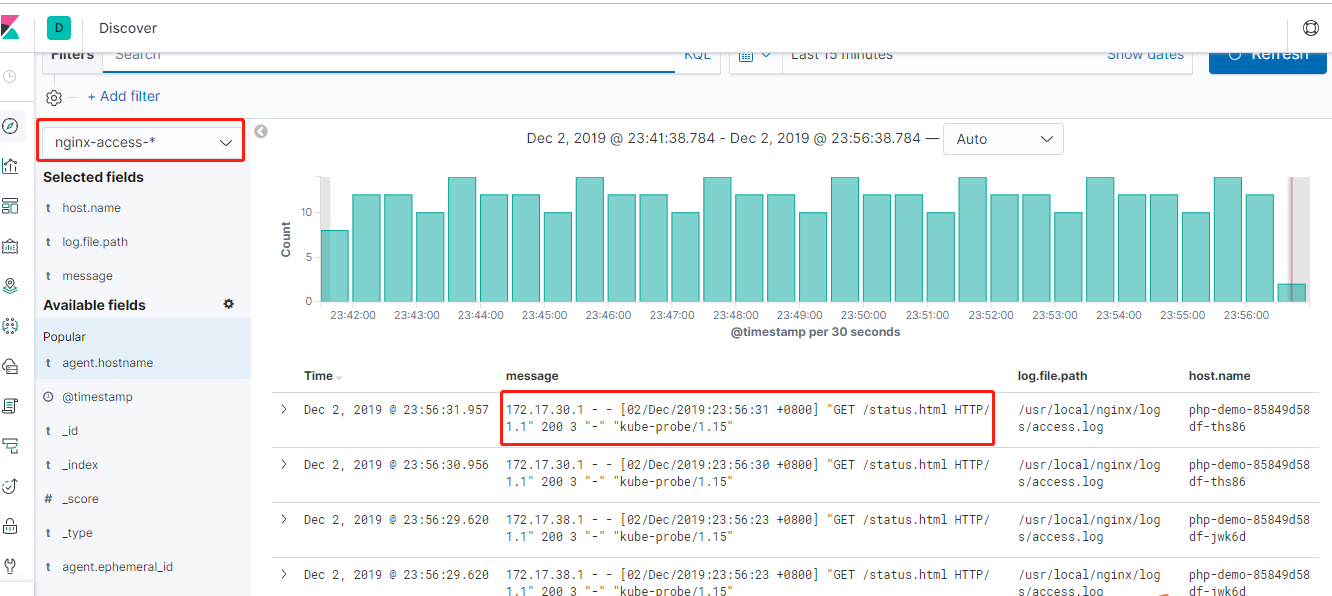 D Discover
Filters Search KQL Last 15 minutes Show dates Refresh
+ Add filter
nginx-access-*
Dec 2, 2019 @ 23:41:38.784 - Dec 2, 2019 @ 23:56:38.784 — Auto
Selected fields
t host.name
t log.file.path
t message
Available fields
Popular
t agent.hostname
@timestamp
t _id
t _index
# _score
t _type
t agent.ephemeral_id
Count
10
5
0
23:42:00 23:43:00 23:44:00 23:45:00 23:46:00 23:47:00 23:48:00 23:49:00 23:50:00 23:51:00 23:52:00 23:53:00 23:54:00 23:55:00 23:56:00
@timestamp per 30 seconds
Time message log.file.path host.name
Dec 2, 2019 @ 23:56:31.957 172.17.30.1 - - [02/Dec/2019:23:56:31 +0800] "GET /status.html HTTP/ /usr/local/nginx/log php-demo-85849d58
1.1" 200 3 "-" "kube-probe/1.15" s/access.log df-ths86
Dec 2, 2019 @ 23:56:30.956 172.17.30.1 - - [02/Dec/2019:23:56:30 +0800] "GET /status.html HTTP/ /usr/local/nginx/log php-demo-85849d58
1.1" 200 3 "-" "kube-probe/1.15" s/access.log df-ths86
Dec 2, 2019 @ 23:56:29.620 172.17.38.1 - - [02/Dec/2019:23:56:23 +0800] "GET /status.html HTTP/ /usr/local/nginx/log php-demo-85849d58
1.1" 200 3 "-" "kube-probe/1.15" s/access.log df-jwk6d
Dec 2, 2019 @ 23:56:29.620 172.17.38.1 - - [02/Dec/2019:23:56:23 +0800] "GET /status.html HTTP/ /usr/local/nginx/log php-demo-85849d58
1.1" 200 3 "-" "kube-probe/1.15" s/access.log df-jwk6d